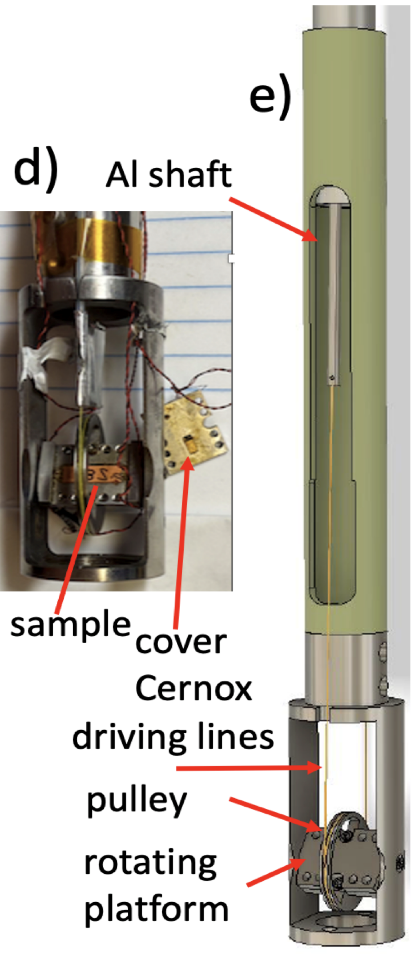 e)
d)
Al shaft
sample
cover
Cernox
driving lines
pulley
rotating
platform